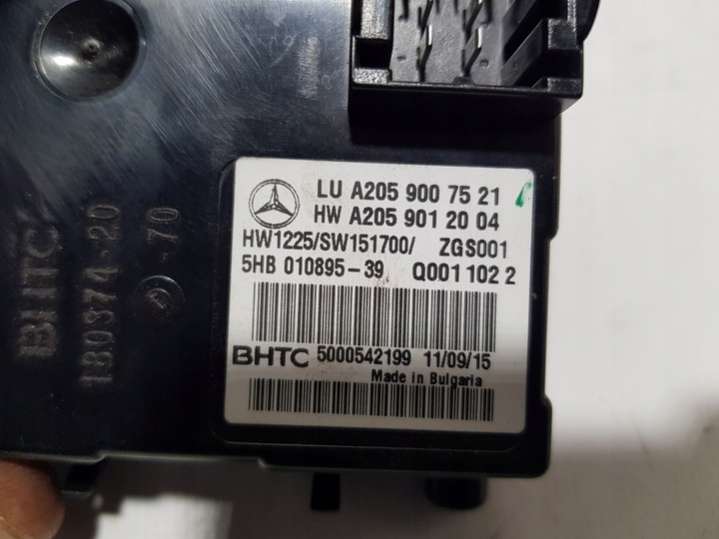 LU A205 900 75 21
HW A205 901 20 04
HW1225/SW151700/ ZGS001
5HB 010895-39 Q001 102 2
BHTC 5000542199 11/09/15
Made in Bulgaria
BHTC
180374-20
-70